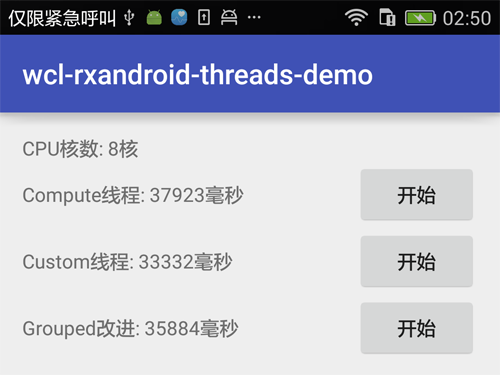 仅限紧急呼叫 ··· 02:50
wcl-rxandroid-threads-demo
CPU核数: 8核
Compute线程: 37923毫秒 开始
Custom线程: 33332毫秒 开始
Grouped改进: 35884毫秒 开始